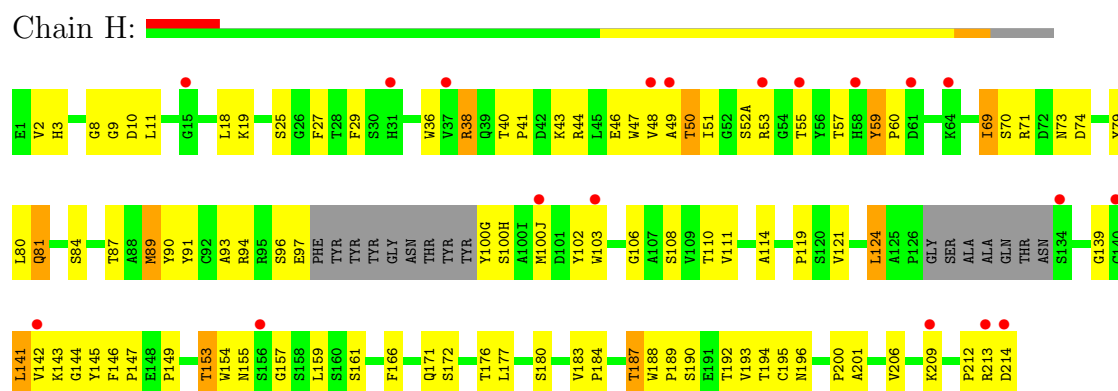 Chain H:
E1 V2 H3 G8 G9 D10 L11 G15 L18 K19 S25 G26 F27 T28 F29 S30 H31 W36 V37 R38 Q39 T40 P41 D42 K43 R44 L45 E46 W47 V48 A49 T50 I51 G52 S52A R53 G54 T55 Y56 T57 H58 Y59 P60 D61 K64 I69 S70 R71 D72 N73 D74 Y79
L80 Q81 S84 T87 A88 M89 Y90 Y91 C92 A93 R94 R95 S96 E97 PHE TYR TYR TYR GLY ASN THR TYR TYR Y100G S100H A100I M100J D101 Y102 W103 G106 A107 S108 V109 T110 V111 A114 P119 S120 V121 L124 A125 P126 GLY SER ALA ALA GLN THR ASN S134 G139 C140
L141 V142 K143 G144 Y145 F146 P147 E148 P149 T153 W154 N155 S156 G157 S158 L159 S160 S161 F166 Q171 S172 T176 L177 S180 V183 P184 T187 W188 P189 S190 E191 T192 V193 T194 C195 N196 P200 A201 V206 K209 P212 R213 D214